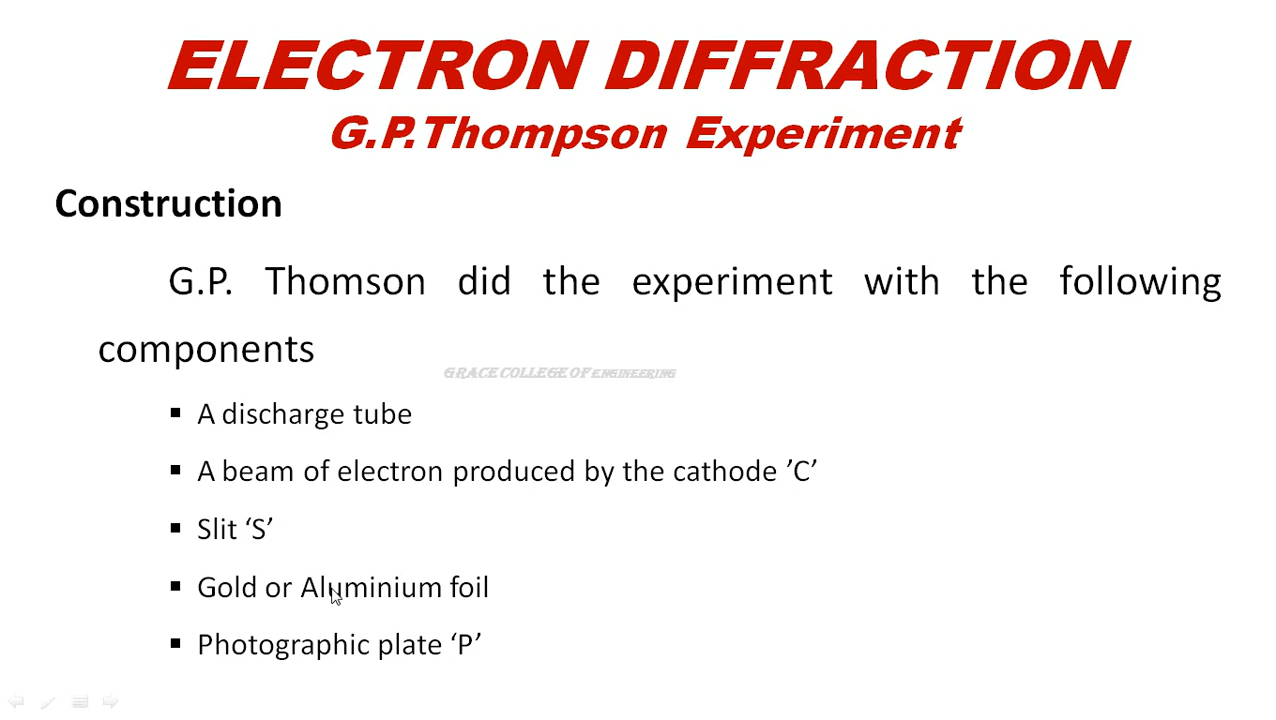 ELECTRON DIFFRACTION
G.P.Thompson Experiment
Construction
G.P. Thomson did the experiment with the following
components
GRACE COLLEGE OF ENGINEERING
▪ A discharge tube
▪ A beam of electron produced by the cathode ’C’
▪ Slit ‘S’
▪ Gold or Aluminium foil
▪ Photographic plate ‘P’